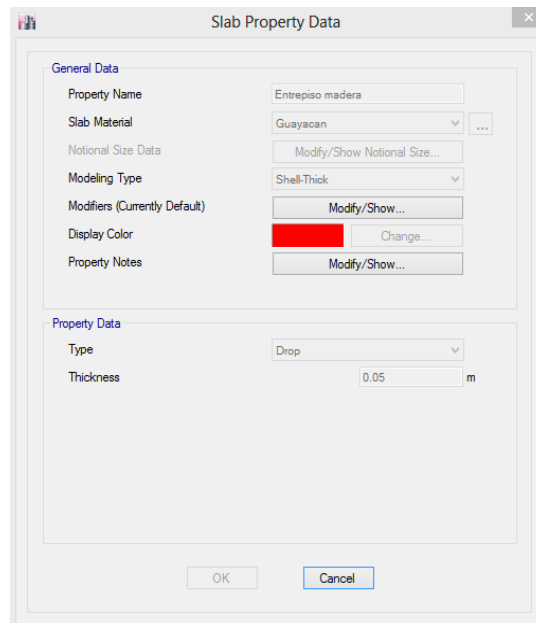 Slab Property Data
General Data
Property Name Entrepiso madera
Slab Material Guayacan ...
Notional Size Data Modify/Show Notional Size...
Modeling Type Shell-Thick
Modifiers (Currently Default) Modify/Show...
Display Color Change...
Property Notes Modify/Show...
Property Data
Type Drop
Thickness 0.05 m
OK Cancel